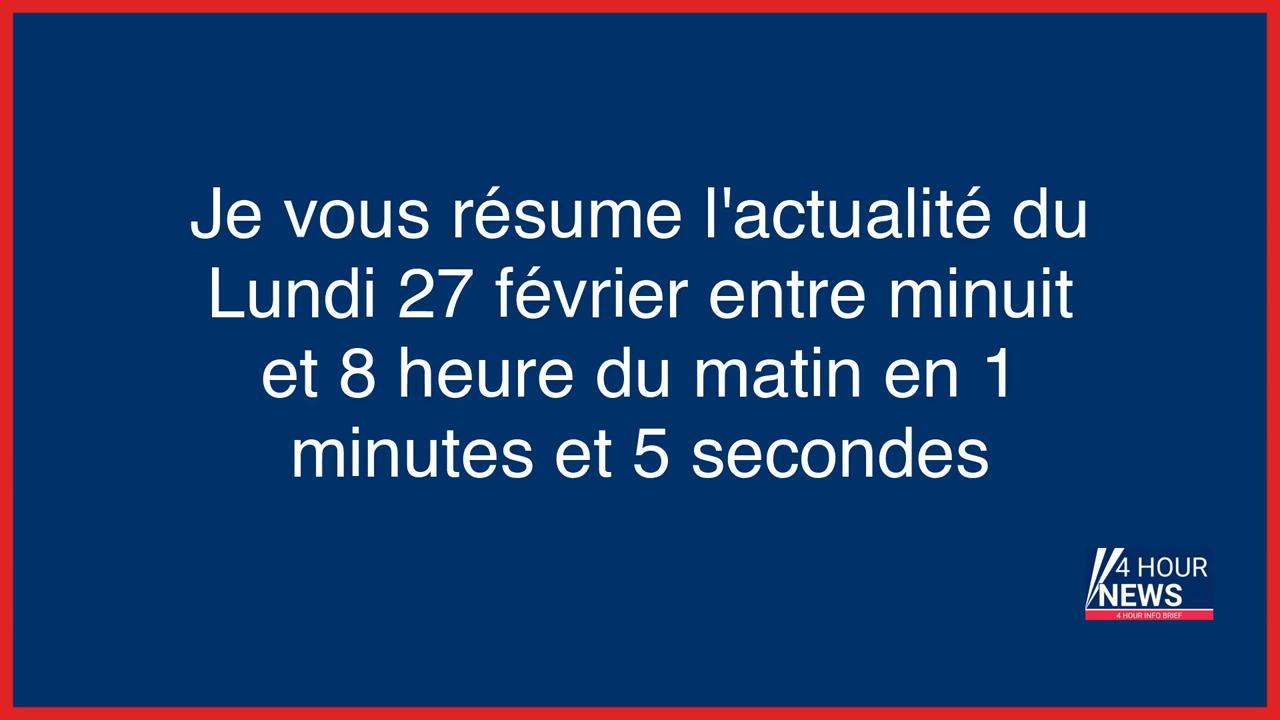 Je vous résume l'actualité du
Lundi 27 février entre minuit
et 8 heure du matin en 1
minutes et 5 secondes
4 HOUR
NEWS
4 HOUR INFO BRIEF